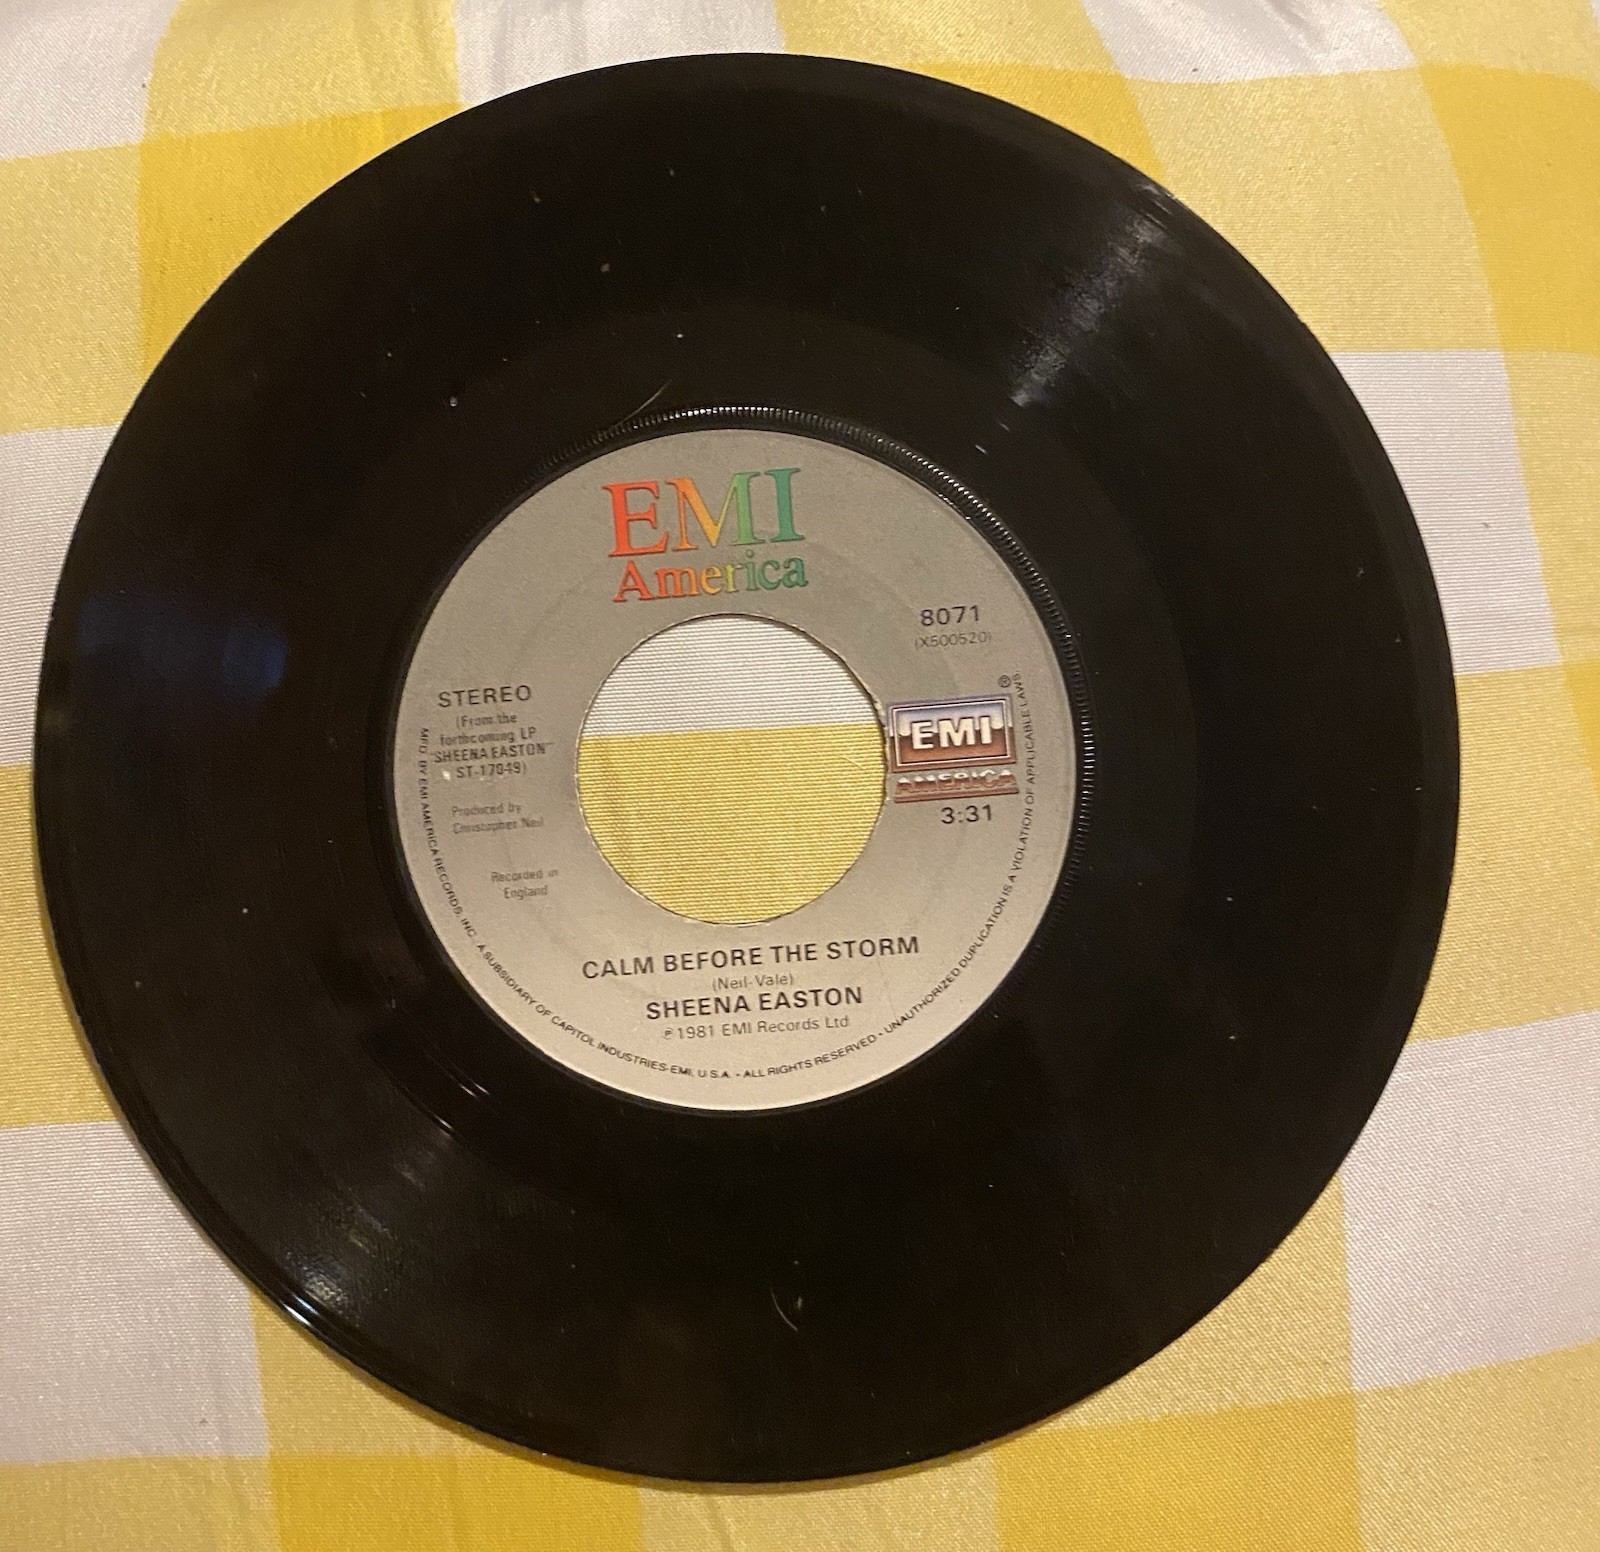 EMI
America
8071
(X500520)
STEREO
(From the
forthcoming LP
"SHEENA EASTON"
ST-17049)
®
EMI
AMERICA
3:31
Produced by
Christopher Neil
Recorded in
England
CALM BEFORE THE STORM
(Neil-Vale)
SHEENA EASTON
℗1981 EMI Records Ltd
MFD. BY EMI AMERICA RECORDS, INC. A SUBSIDIARY OF CAPITOL INDUSTRIES-EMI, U.S.A. • ALL RIGHTS RESERVED • UNAUTHORIZED DUPLICATION IS A VIOLATION OF APPLICABLE LAWS.